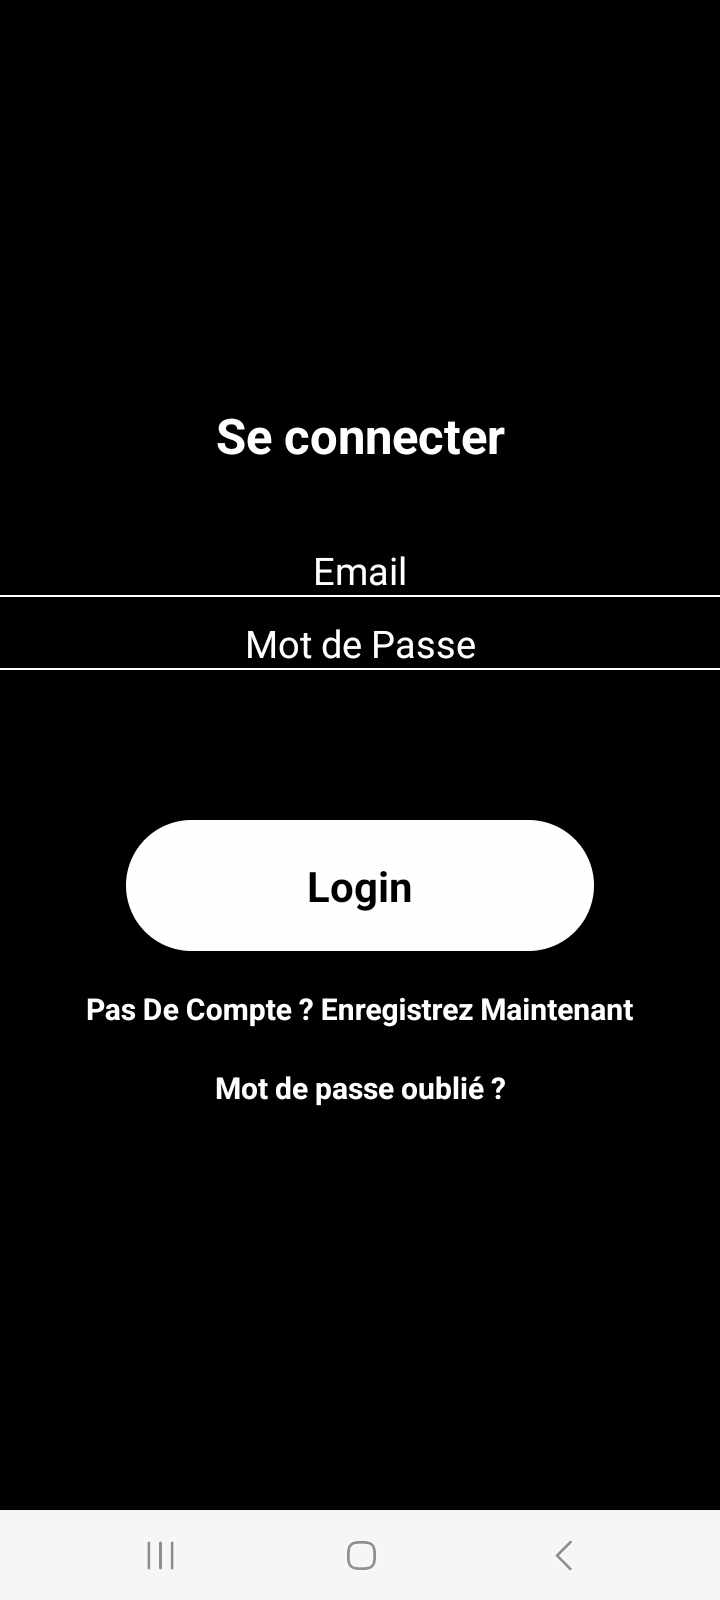 Se connecter
Email
Mot de Passe
Login
Pas De Compte ? Enregistrez Maintenant
Mot de passe oublié ?